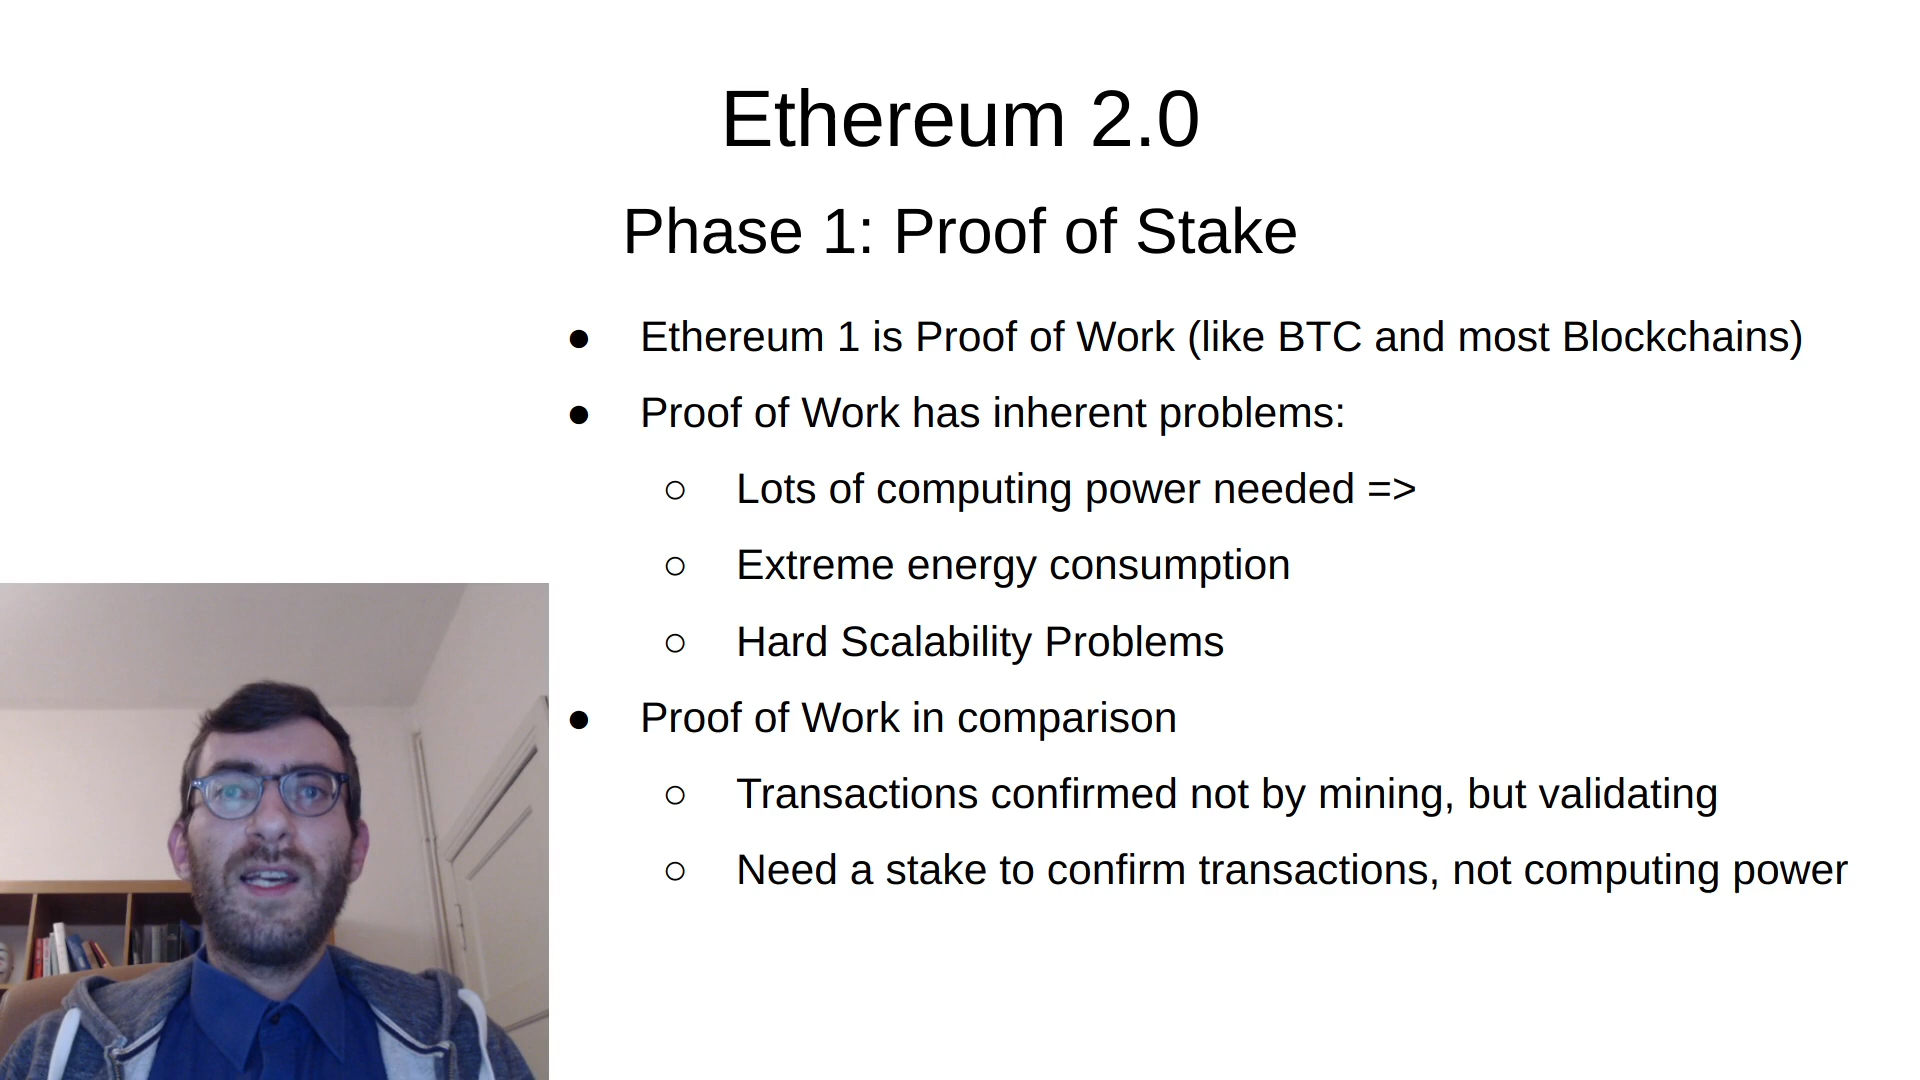 Ethereum 2.0
Phase 1: Proof of Stake
● Ethereum 1 is Proof of Work (like BTC and most Blockchains)
● Proof of Work has inherent problems:
○ Lots of computing power needed =>
○ Extreme energy consumption
○ Hard Scalability Problems
● Proof of Work in comparison
○ Transactions confirmed not by mining, but validating
○ Need a stake to confirm transactions, not computing power